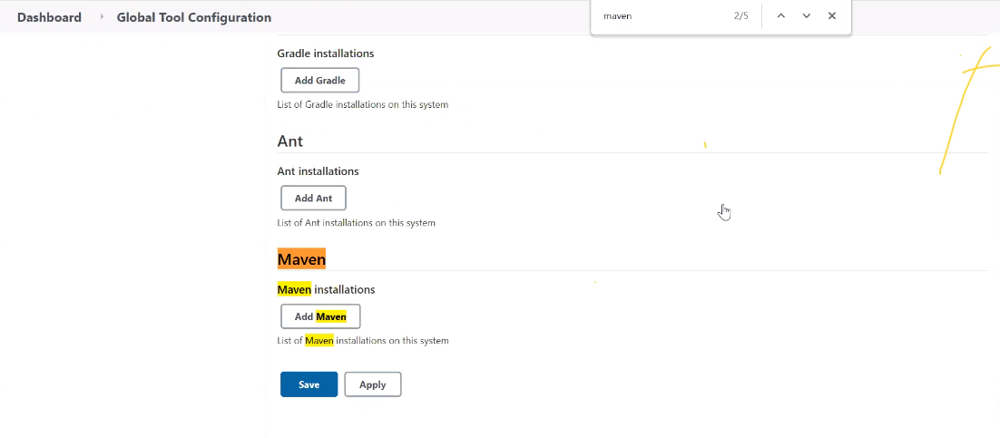 Dashboard Global Tool Configuration
maven 2/5
Gradle installations
Add Gradle
List of Gradle installations on this system
Ant
Ant installations
Add Ant
List of Ant installations on this system
Maven
Maven installations
Add Maven
List of Maven installations on this system
Save Apply